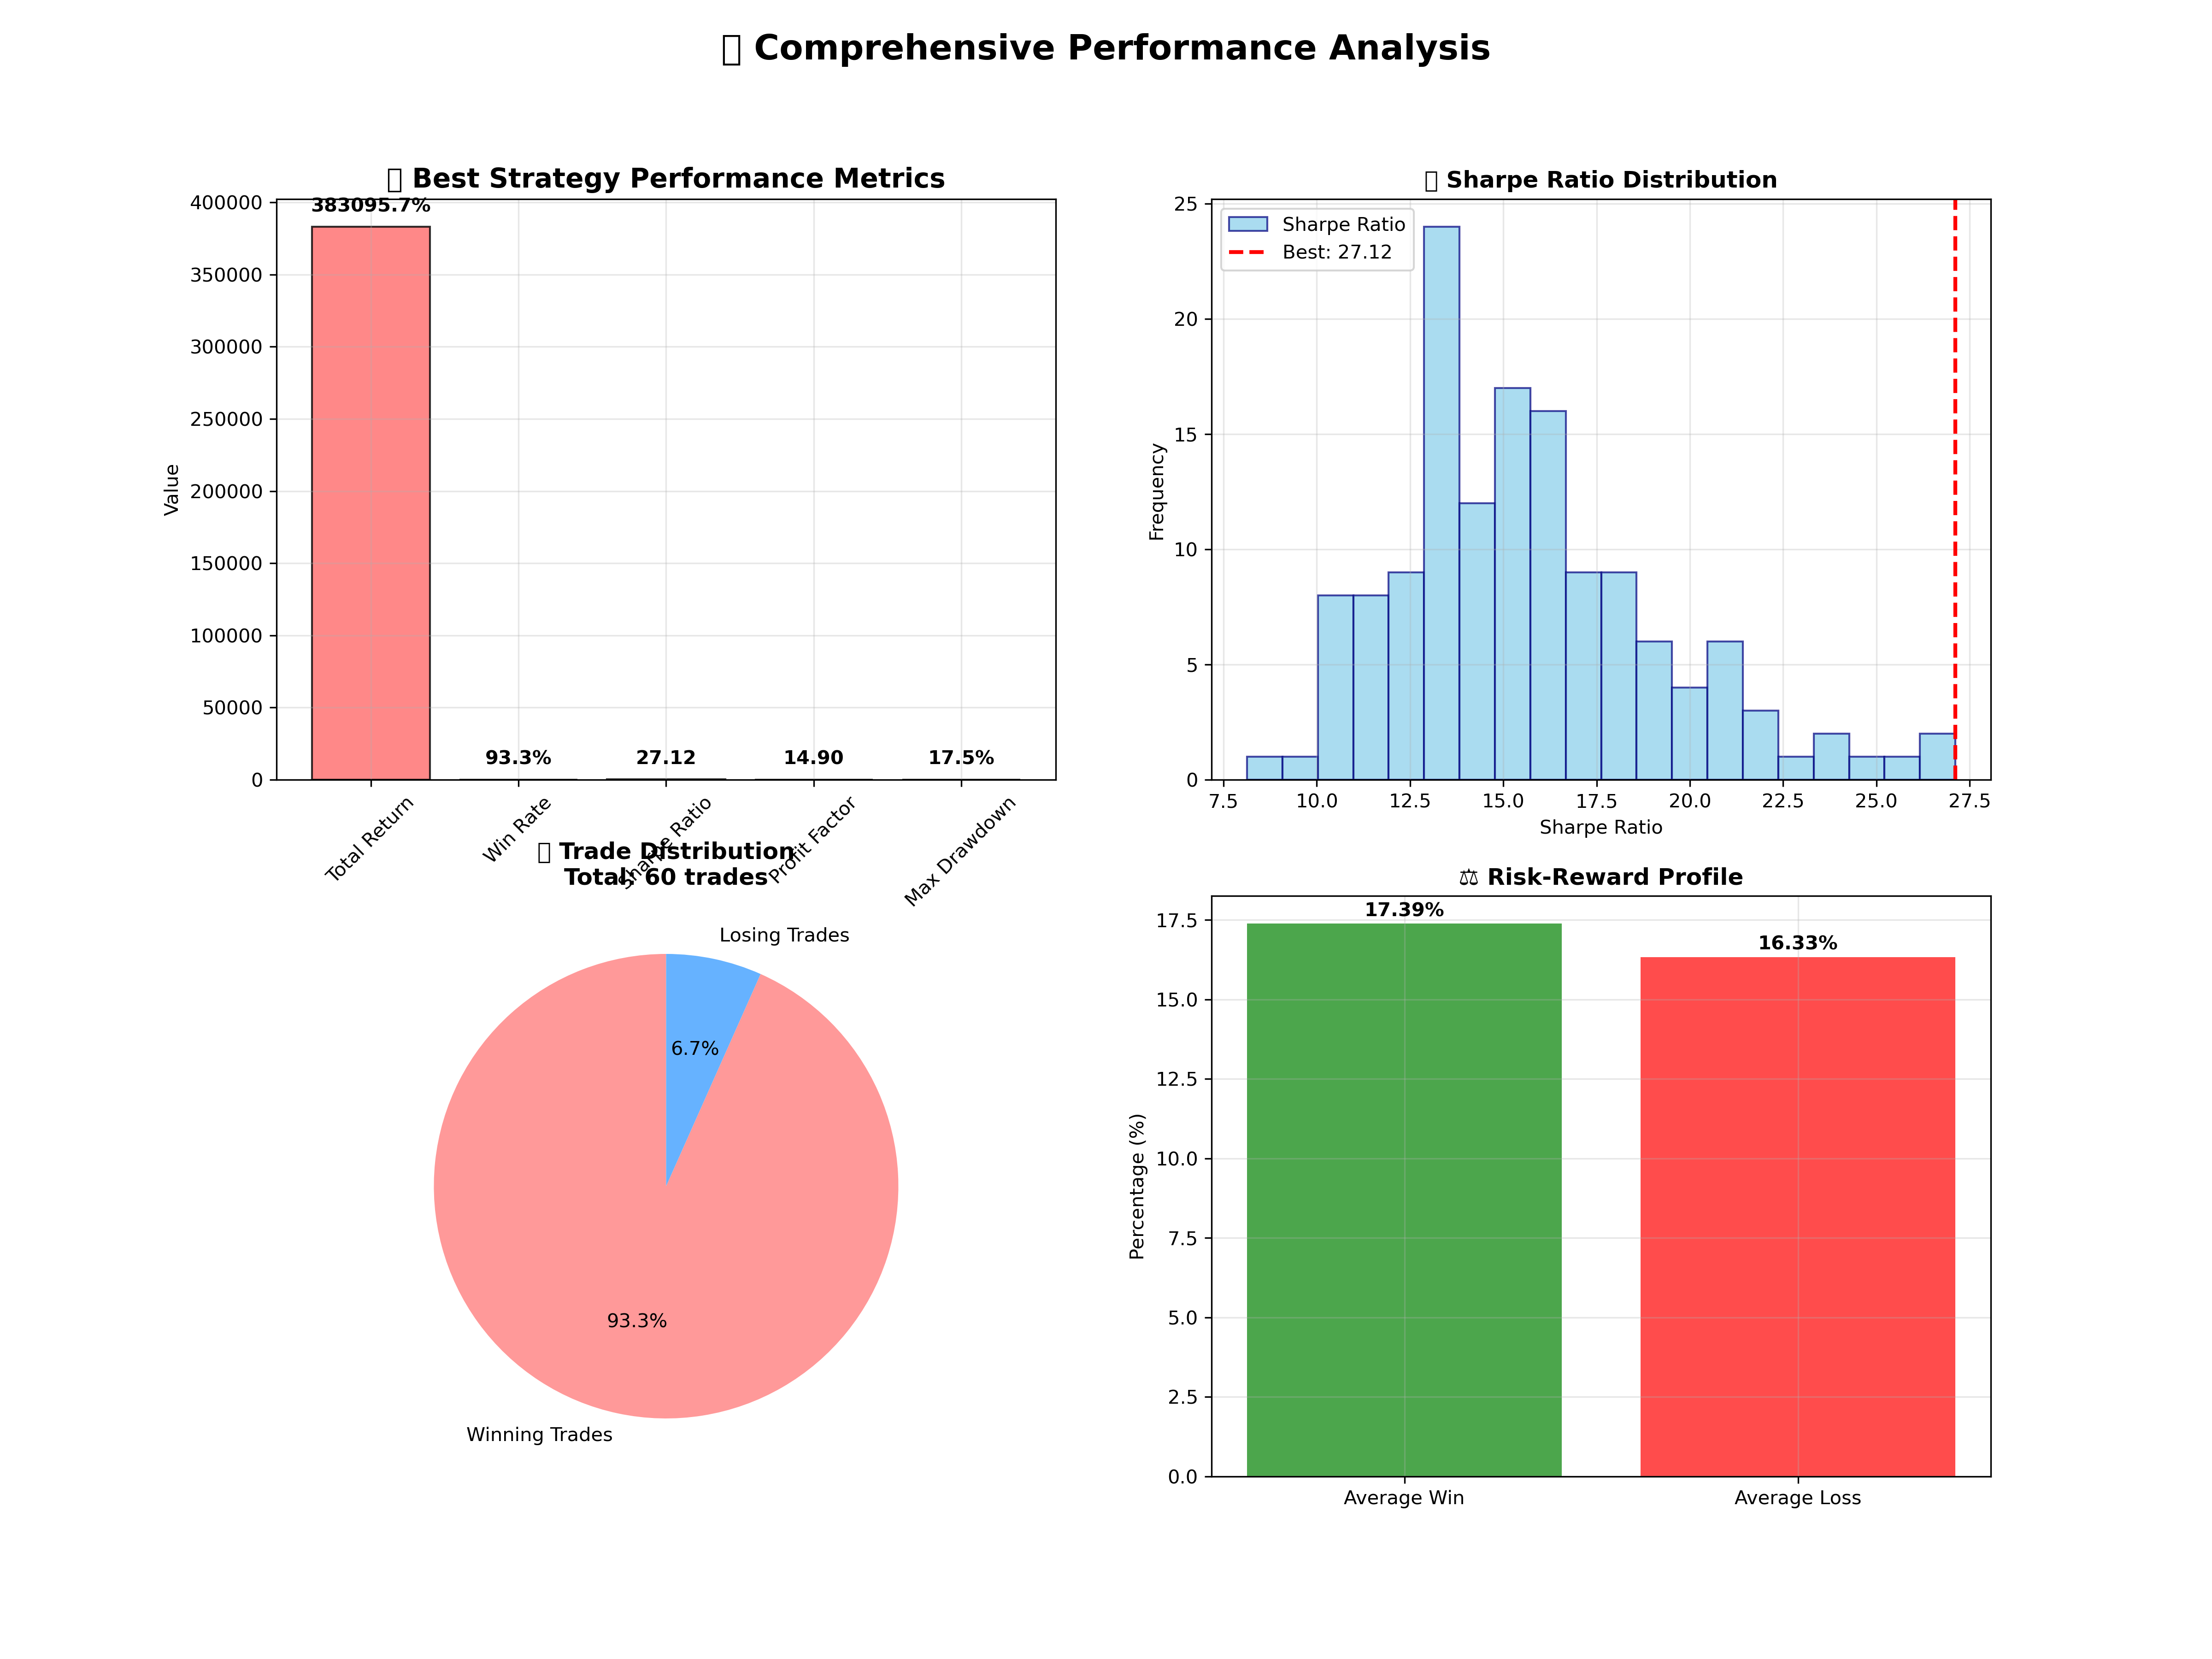 ▯ Comprehensive Performance Analysis
▯ Best Strategy Performance Metrics
400000
350000
300000
250000
200000
150000
100000
50000
0
Value
383095.7%
93.3%
27.12
14.90
17.5%
Total Return
Win Rate
Sharpe Ratio
Profit Factor
Max Drawdown
▯ Sharpe Ratio Distribution
Sharpe Ratio
Best: 27.12
25
20
15
10
5
0
Frequency
7.5 10.0 12.5 15.0 17.5 20.0 22.5 25.0 27.5
Sharpe Ratio
▯ Trade Distribution
Total: 60 trades
Losing Trades
6.7%
93.3%
Winning Trades
⚖ Risk-Reward Profile
17.5
15.0
12.5
10.0
7.5
5.0
2.5
0.0
Percentage (%)
17.39%
16.33%
Average Win
Average Loss